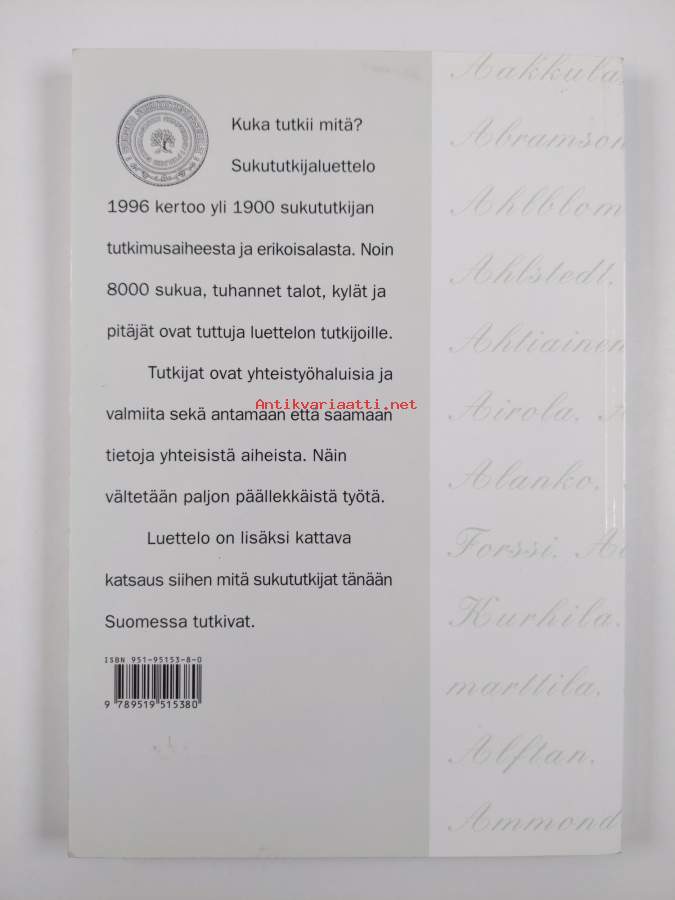 Kuka tutkii mitä?
Sukututkijaluettelo
1996 kertoo yli 1900 sukututkijan
tutkimusaiheesta ja erikoisalasta. Noin
8000 sukua, tuhannet talot, kylät ja
pitäjät ovat tuttuja luettelon tutkijoille.
Tutkijat ovat yhteistyöhaluisia ja
valmiita sekä antamaan että saamaan
tietoja yhteisistä aiheista. Näin
vältetään paljon päällekkäistä työtä.
Luettelo on lisäksi kattava
katsaus siihen mitä sukututkijat tänään
Suomessa tutkivat.
ISBN 951-95153-8-0
9 789519 515380
Antikvariaatti.net
Aakkula.
Abramson
Ahlblom
Ahlstedt.
Ahtiainen
Airola.
Alanko.
Forssi.
Kurhila.
marttila.
Alftan.
Ammond